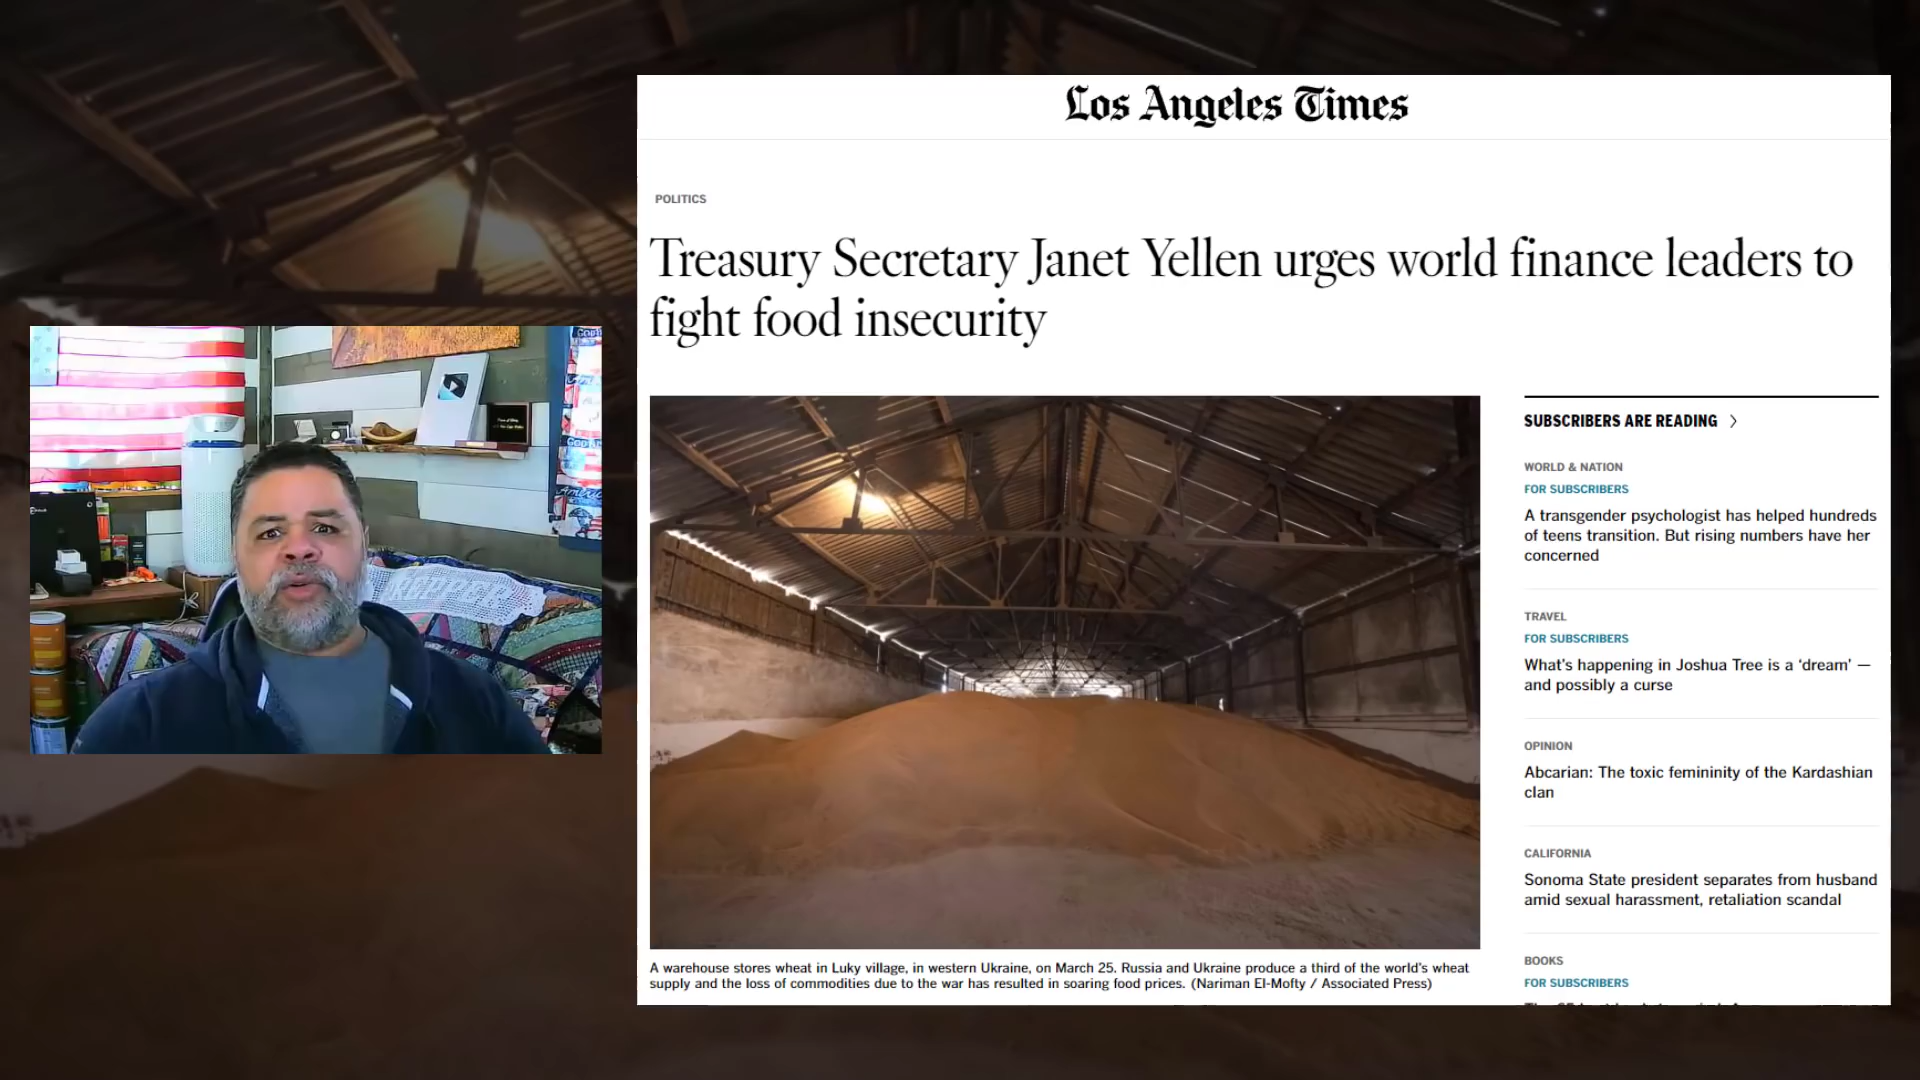 Los Angeles Times
POLITICS
Treasury Secretary Janet Yellen urges world finance leaders to
fight food insecurity
SUBSCRIBERS ARE READING
WORLD & NATION
FOR SUBSCRIBERS
A transgender psychologist has helped hundreds
of teens transition. But rising numbers have her
concerned
TRAVEL
FOR SUBSCRIBERS
What's happening in Joshua Tree is a ‘dream’ —
and possibly a curse
OPINION
Abcarian: The toxic femininity of the Kardashian
clan
CALIFORNIA
Sonoma State president separates from husband
amid sexual harassment, retaliation scandal
BOOKS
FOR SUBSCRIBERS
A warehouse stores wheat in Luky village, in western Ukraine, on March 25. Russia and Ukraine produce a third of the world's wheat
supply and the loss of commodities due to the war has resulted in soaring food prices. (Nariman El-Mofty / Associated Press)